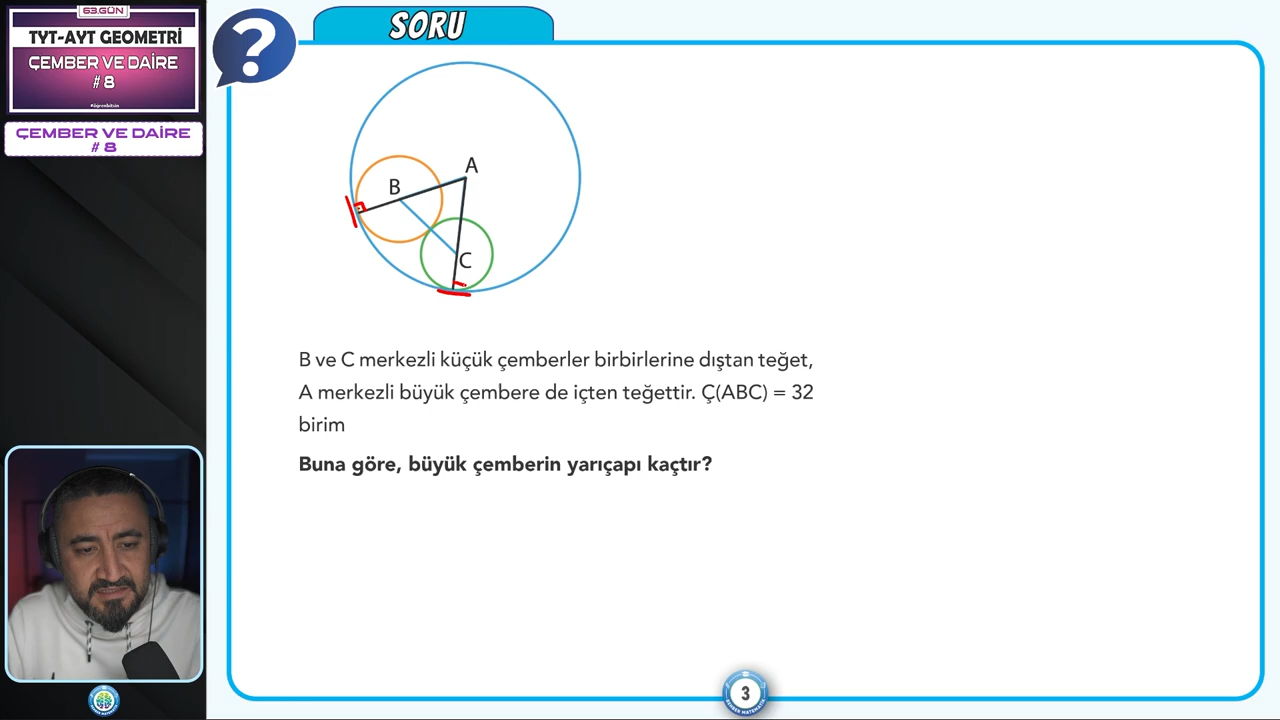 63.GÜN
TYT-AYT GEOMETRİ
ÇEMBER VE DAİRE
#8
#öğrenbitsin
ÇEMBER VE DAİRE
# 8
?
SORU
A
B
C
B ve C merkezli küçük çemberler birbirlerine dıştan teğet,
A merkezli büyük çembere de içten teğettir. Ç(ABC) = 32
birim
Buna göre, büyük çemberin yarıçapı kaçtır?
3